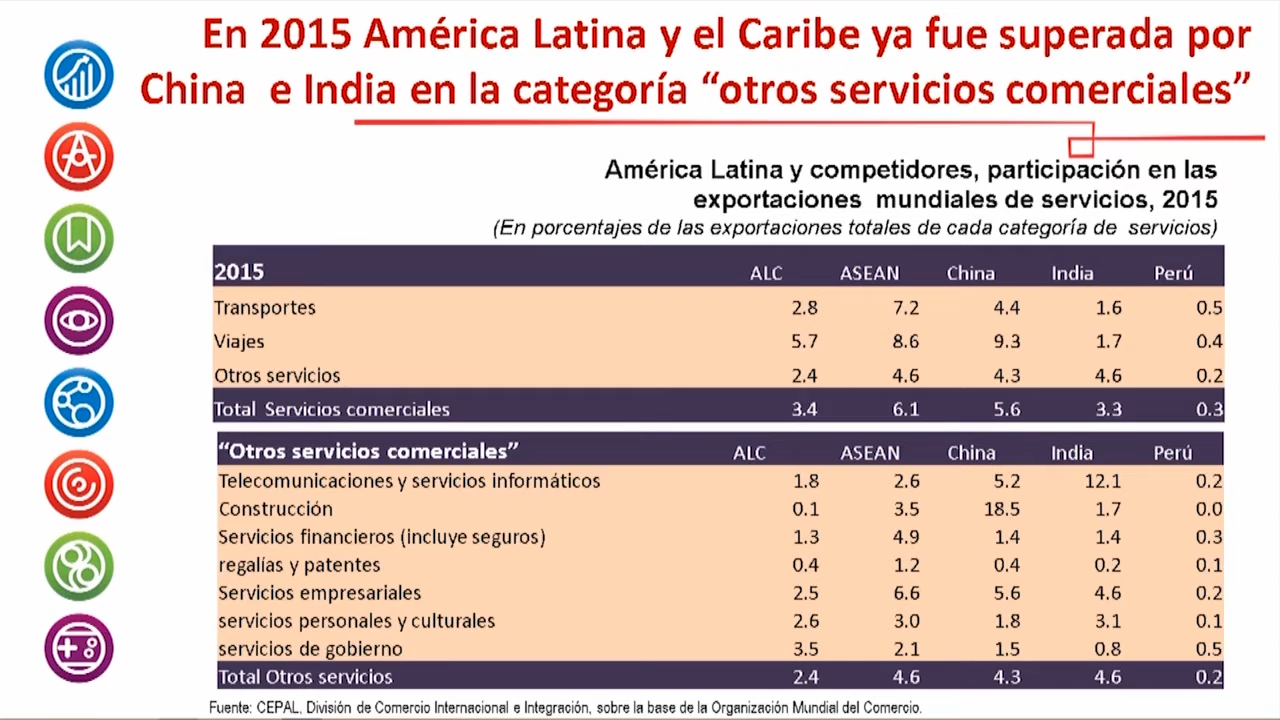 En 2015 América Latina y el Caribe ya fue superada por
China e India en la categoría “otros servicios comerciales”
América Latina y competidores, participación en las
exportaciones mundiales de servicios, 2015
(En porcentajes de las exportaciones totales de cada categoría de servicios)
2015 ALC ASEAN China India Perú
Transportes 2.8 7.2 4.4 1.6 0.5
Viajes 5.7 8.6 9.3 1.7 0.4
Otros servicios 2.4 4.6 4.3 4.6 0.2
Total Servicios comerciales 3.4 6.1 5.6 3.3 0.3
“Otros servicios comerciales” ALC ASEAN China India Perú
Telecomunicaciones y servicios informáticos 1.8 2.6 5.2 12.1 0.2
Construcción 0.1 3.5 18.5 1.7 0.0
Servicios financieros (incluye seguros) 1.3 4.9 1.4 1.4 0.3
regalías y patentes 0.4 1.2 0.4 0.2 0.1
Servicios empresariales 2.5 6.6 5.6 4.6 0.2
servicios personales y culturales 2.6 3.0 1.8 3.1 0.1
servicios de gobierno 3.5 2.1 1.5 0.8 0.5
Total Otros servicios 2.4 4.6 4.3 4.6 0.2
Fuente: CEPAL, División de Comercio Internacional e Integración, sobre la base de la Organización Mundial del Comercio.